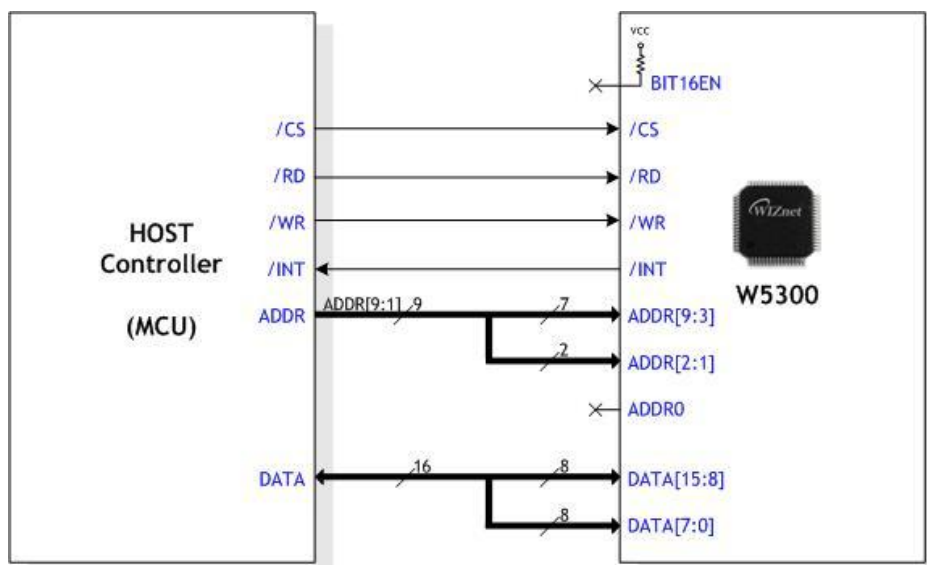 VCC
BIT16EN
/CS
/CS
/RD
/RD
WIZnet
/WR
/WR
HOST
Controller
(MCU)
/INT
/INT
W5300
ADDR
ADDR[9:1]
9
7
ADDR[9:3]
2
ADDR[2:1]
ADDR0
DATA
16
8
DATA[15:8]
8
DATA[7:0]